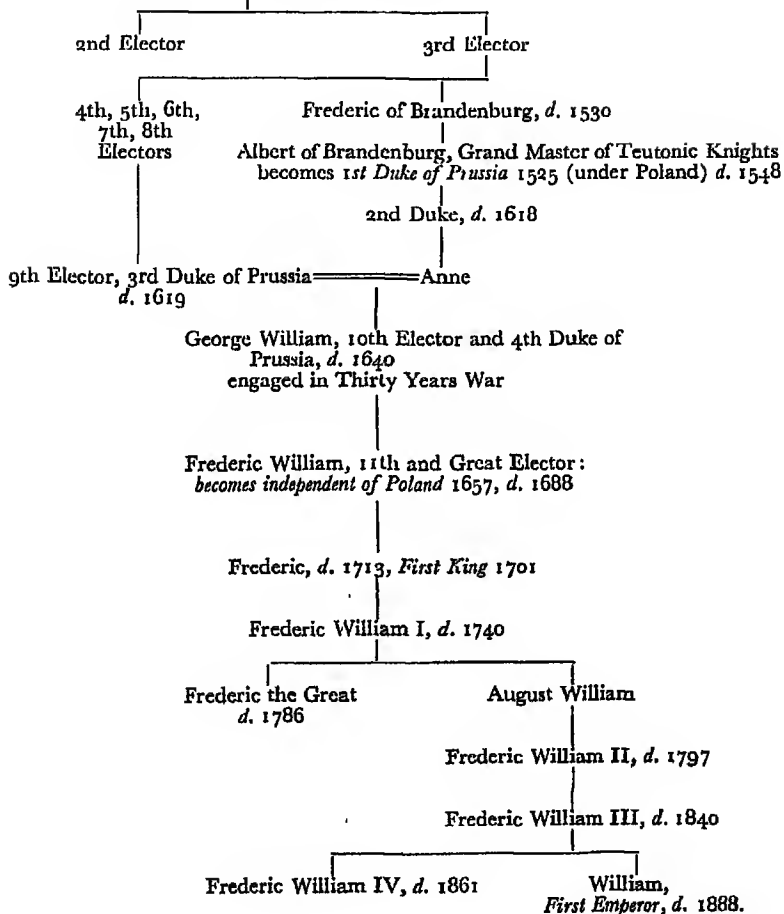 2nd Elector 3rd Elector
4th, 5th, 6th,
7th, 8th
Electors
Frederic of Brandenburg, d. 1530
Albert of Brandenburg, Grand Master of Teutonic Knights
becomes 1st Duke of Prussia 1525 (under Poland) d. 1548
2nd Duke, d. 1618
9th Elector, 3rd Duke of Prussia Anne
d. 1619
George William, 10th Elector and 4th Duke of
Prussia, d. 1640
engaged in Thirty Years War
Frederic William, 11th and Great Elector:
becomes independent of Poland 1657, d. 1688
Frederic, d. 1713, First King 1701
Frederic William I, d. 1740
Frederic the Great
d. 1786
August William
Frederic William II, d. 1797
Frederic William III, d. 1840
Frederic William IV, d. 1861
William,
First Emperor, d. 1888.